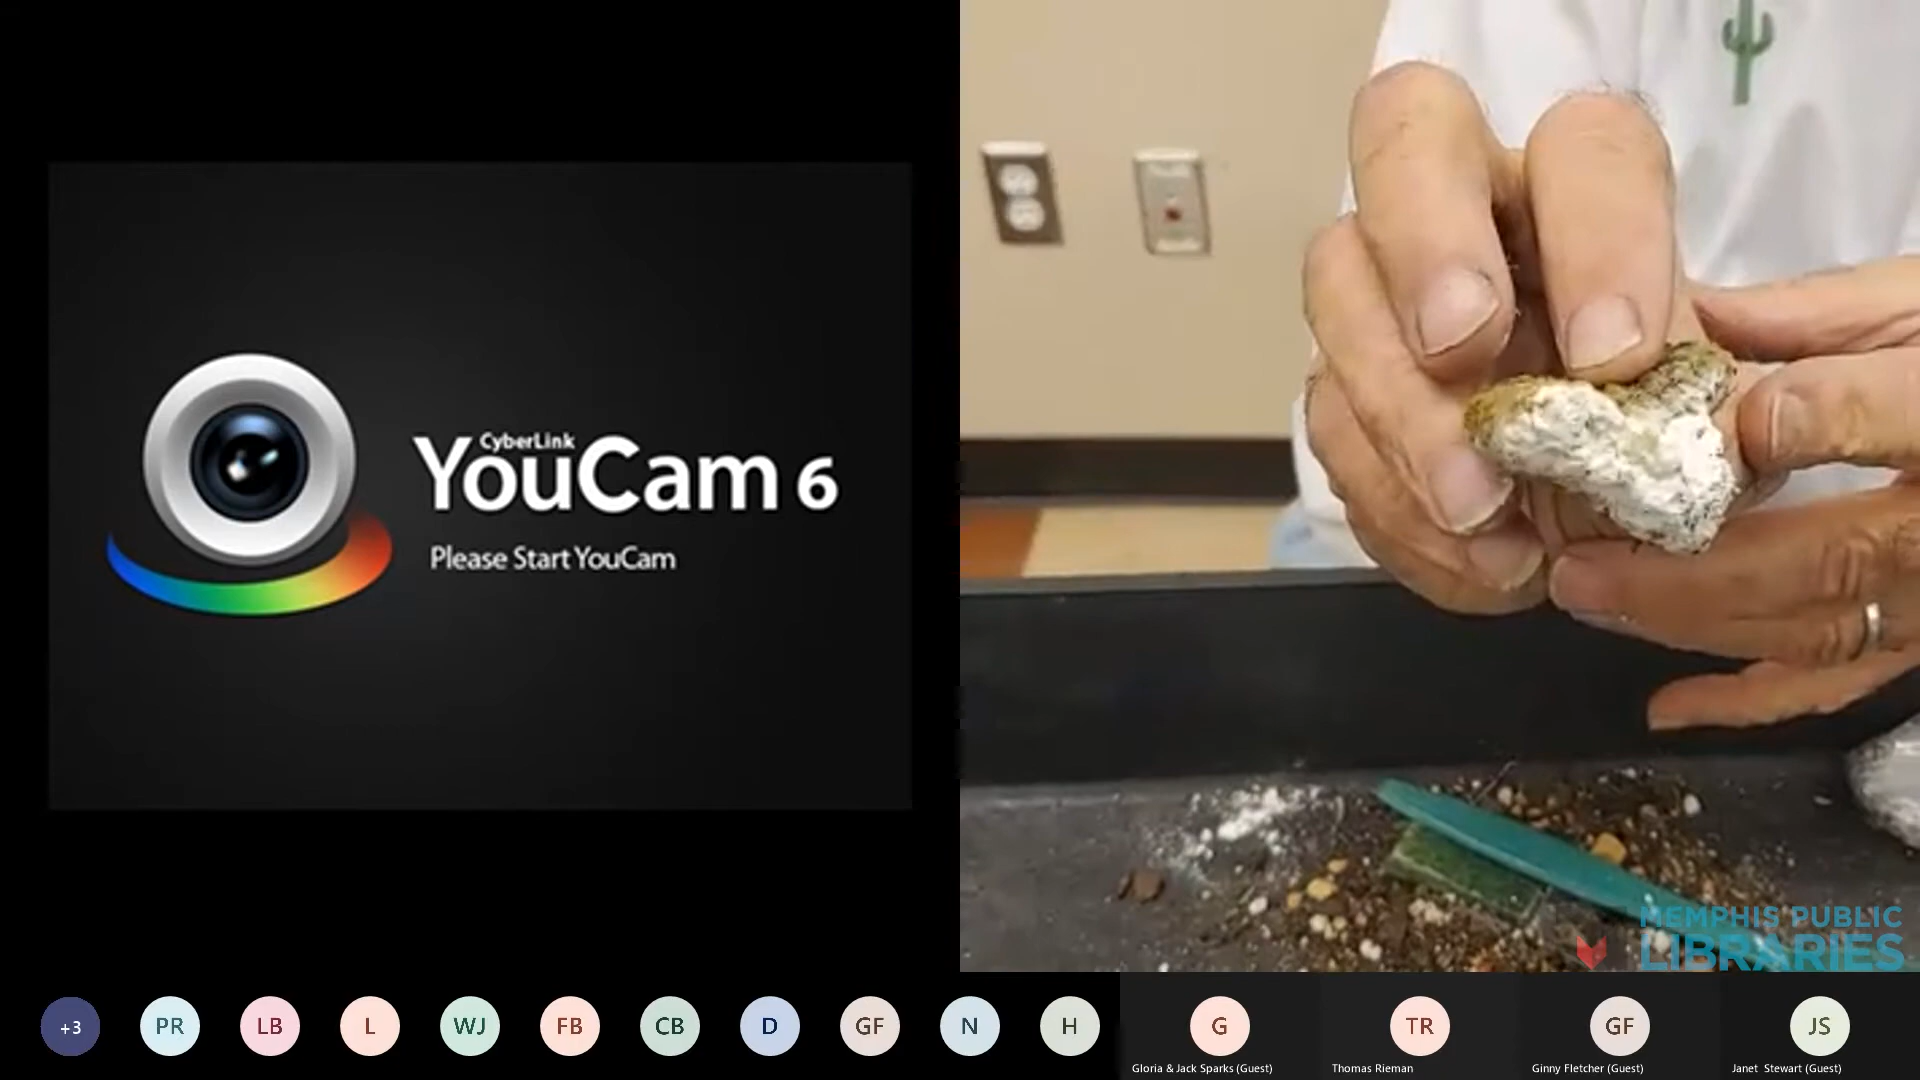 CyberLink
YouCam 6
Please Start YouCam
MEMPHIS PUBLIC
LIBRARIES
+3
PR
LB
L
WJ
FB
CB
D
GF
N
H
G
TR
GF
JS
Gloria & Jack Sparks (Guest)
Thomas Rieman
Ginny Fletcher (Guest)
Janet Stewart (Guest)